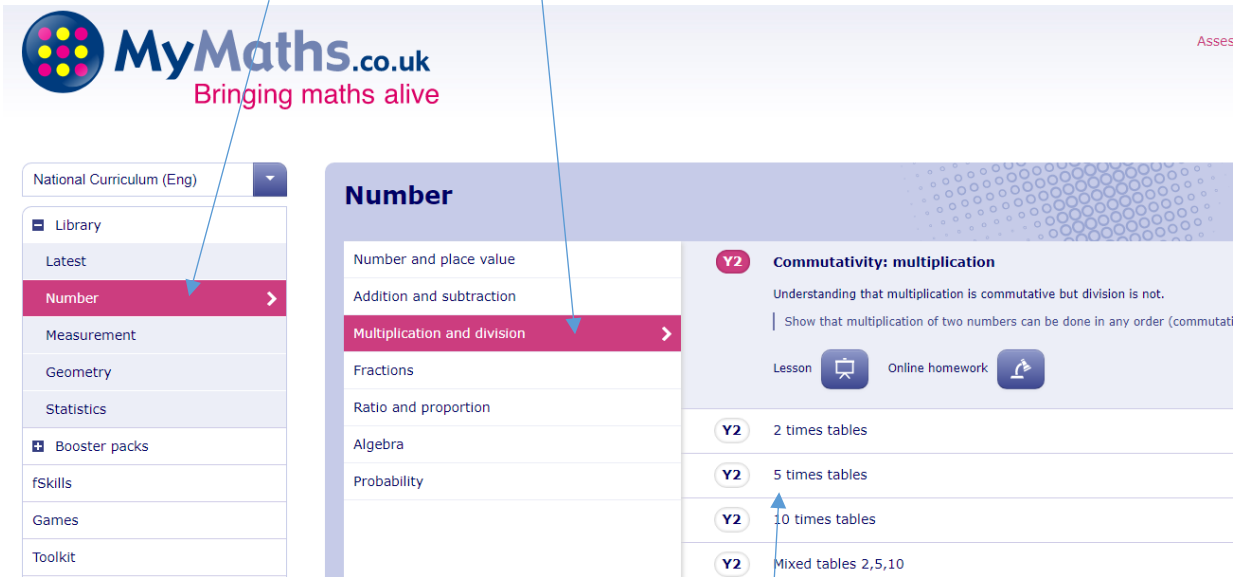 MyMaths.co.uk
Bringing maths alive
Asses
National Curriculum (Eng)
Library
Latest
Number
Measurement
Geometry
Statistics
Booster packs
fSkills
Games
Toolkit
Number
Number and place value
Addition and subtraction
Multiplication and division
Fractions
Ratio and proportion
Algebra
Probability
Y2 Commutativity: multiplication
Understanding that multiplication is commutative but division is not.
Show that multiplication of two numbers can be done in any order (commutati
Lesson Online homework
Y2 2 times tables
Y2 5 times tables
Y2 10 times tables
Y2 Mixed tables 2,5,10